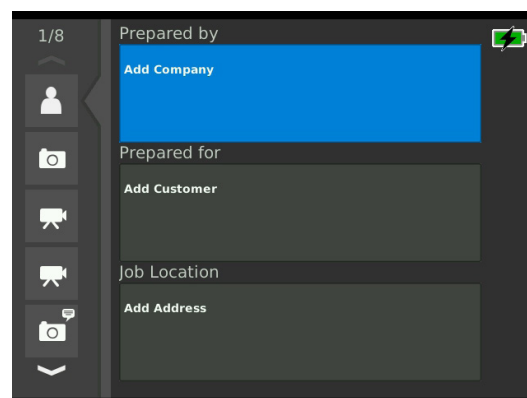 1/8
Prepared by
Add Company
Prepared for
Add Customer
Job Location
Add Address